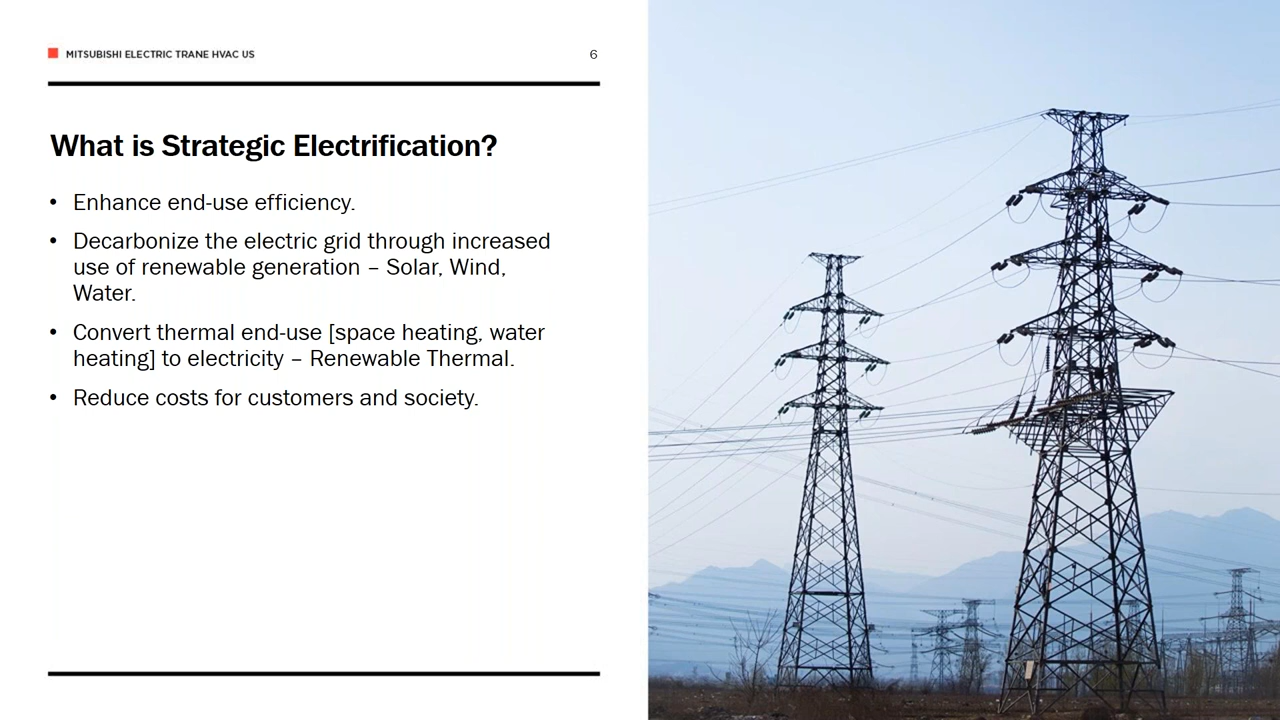 MITSUBISHI ELECTRIC TRANE HVAC US
6
What is Strategic Electrification?
• Enhance end-use efficiency.
• Decarbonize the electric grid through increased
use of renewable generation – Solar, Wind,
Water.
• Convert thermal end-use [space heating, water
heating] to electricity – Renewable Thermal.
• Reduce costs for customers and society.